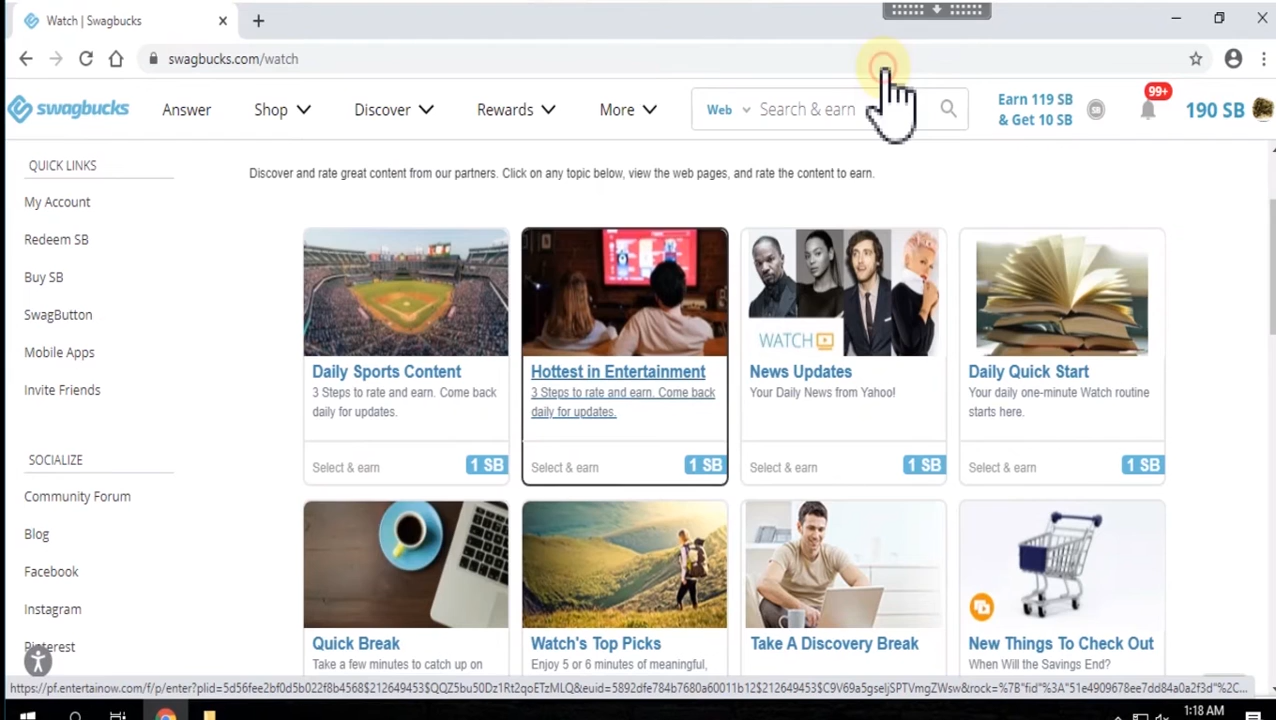 Watch | Swagbucks
swagbucks.com/watch
swagbucks
Answer
Shop
Discover
Rewards
More
Web
Search & earn
Earn 119 SB
& Get 10 SB
99+
190 SB
QUICK LINKS
My Account
Redeem SB
Buy SB
SwagButton
Mobile Apps
Invite Friends
SOCIALIZE
Community Forum
Blog
Facebook
Instagram
Pinterest
Discover and rate great content from our partners. Click on any topic below, view the web pages, and rate the content to earn.
Daily Sports Content
3 Steps to rate and earn. Come back
daily for updates.
Select & earn
1 SB
Hottest in Entertainment
3 Steps to rate and earn. Come back
daily for updates.
Select & earn
1 SB
WATCH
News Updates
Your Daily News from Yahoo!
Select & earn
1 SB
Daily Quick Start
Your daily one-minute Watch routine
starts here.
Select & earn
1 SB
Quick Break
Take a few minutes to catch up on
Watch's Top Picks
Enjoy 5 or 6 minutes of meaningful,
Take A Discovery Break
New Things To Check Out
When Will the Savings End?
1:18 AM